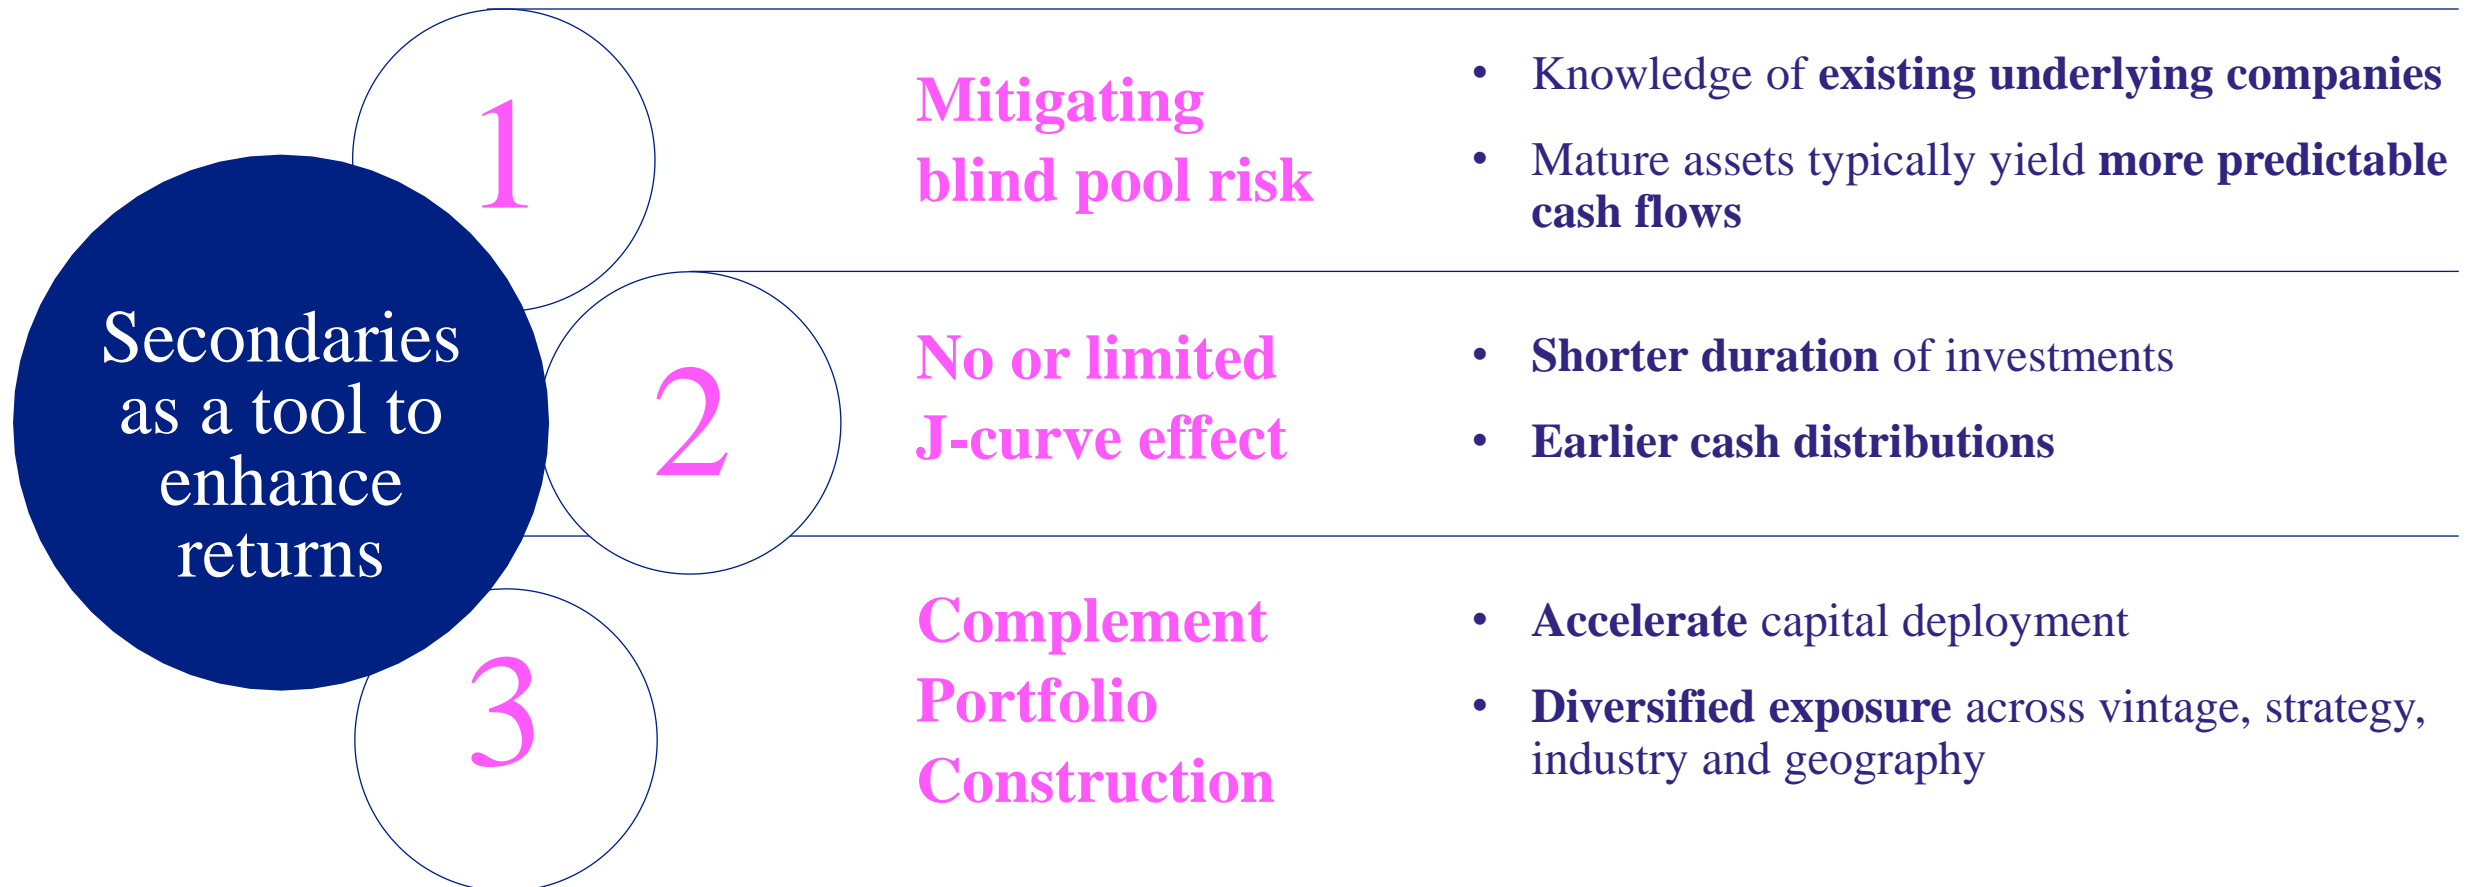 Secondaries
as a tool to
enhance
returns
1
Mitigating
blind pool risk
• Knowledge of existing underlying companies
• Mature assets typically yield more predictable
cash flows
2
No or limited
J-curve effect
• Shorter duration of investments
• Earlier cash distributions
3
Complement
Portfolio
Construction
• Accelerate capital deployment
• Diversified exposure across vintage, strategy,
industry and geography